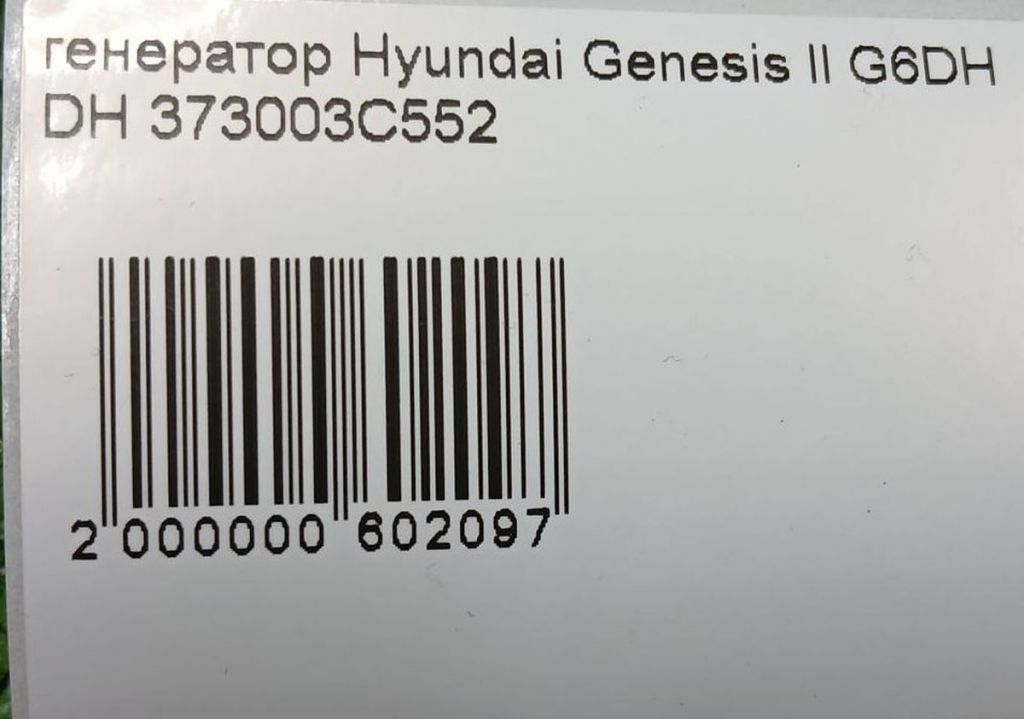 генератор Hyundai Genesis II G6DH
DH 373003C552
2 000000 602097